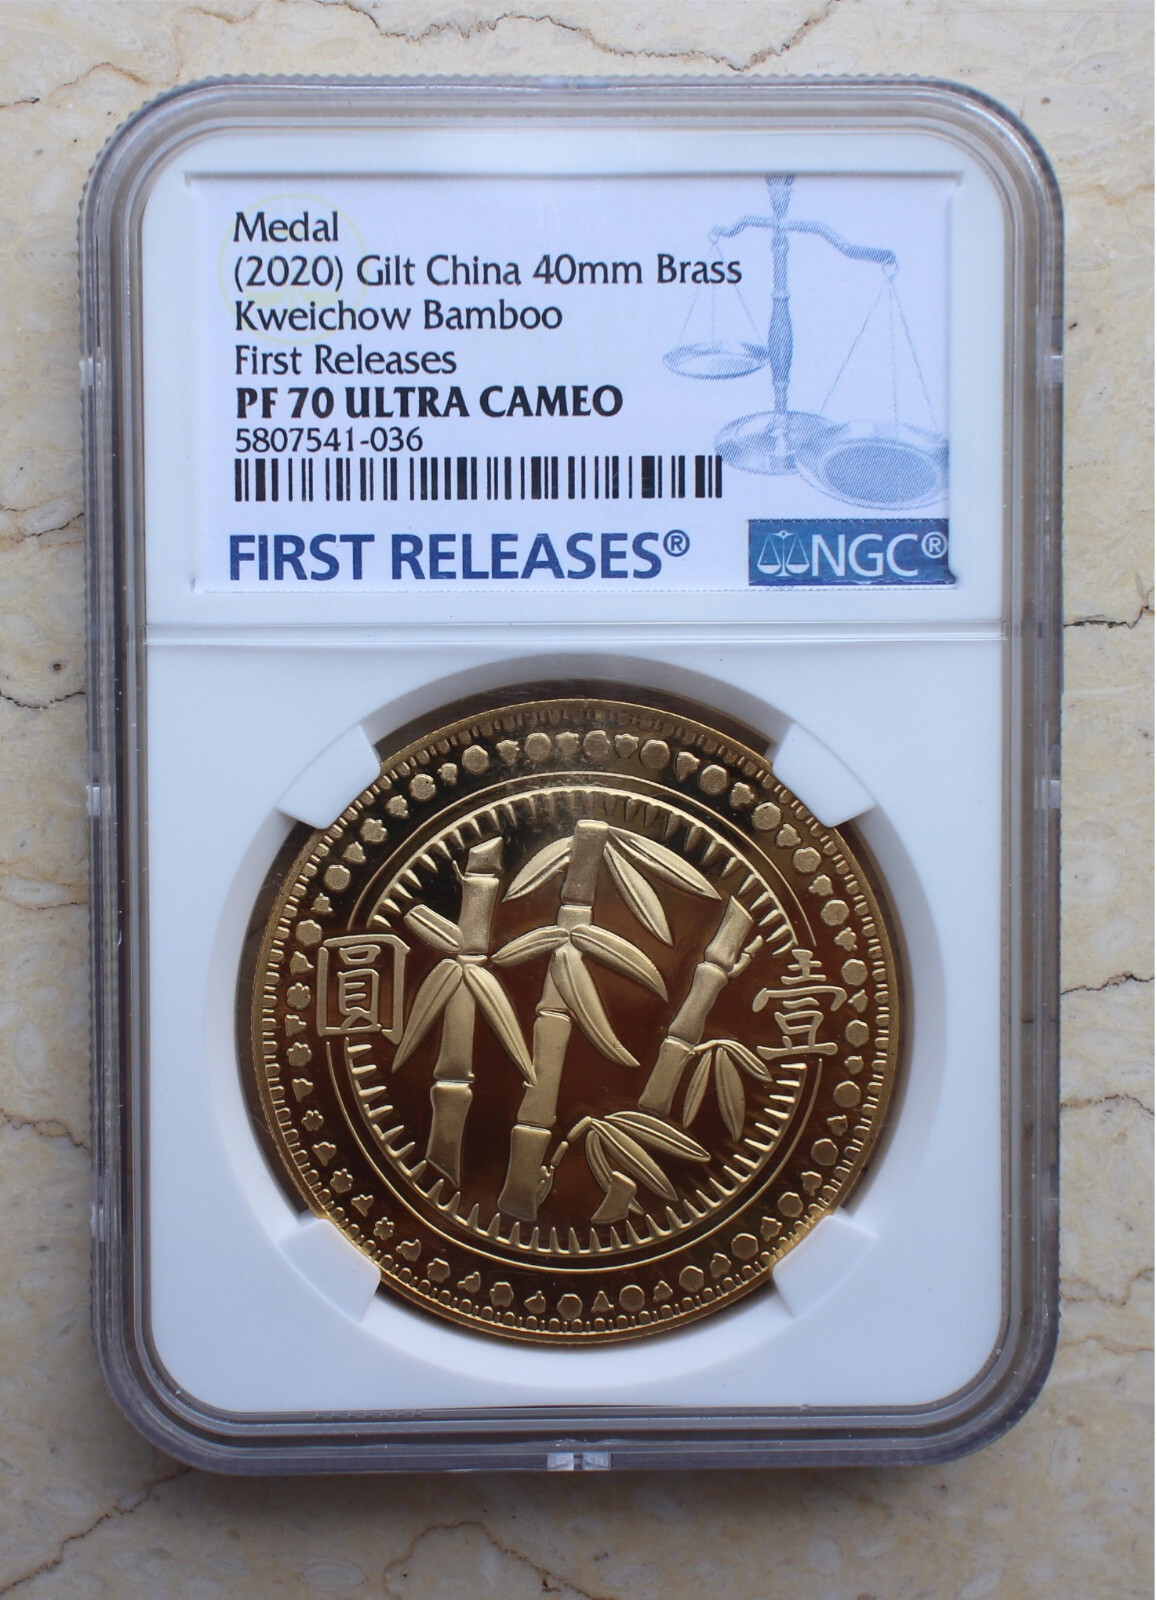 Medal
(2020) Gilt China 40mm Brass
Kweichow Bamboo
First Releases
PF 70 ULTRA CAMEO
5807541-036
FIRST RELEASES®
NGC®
圓 壹